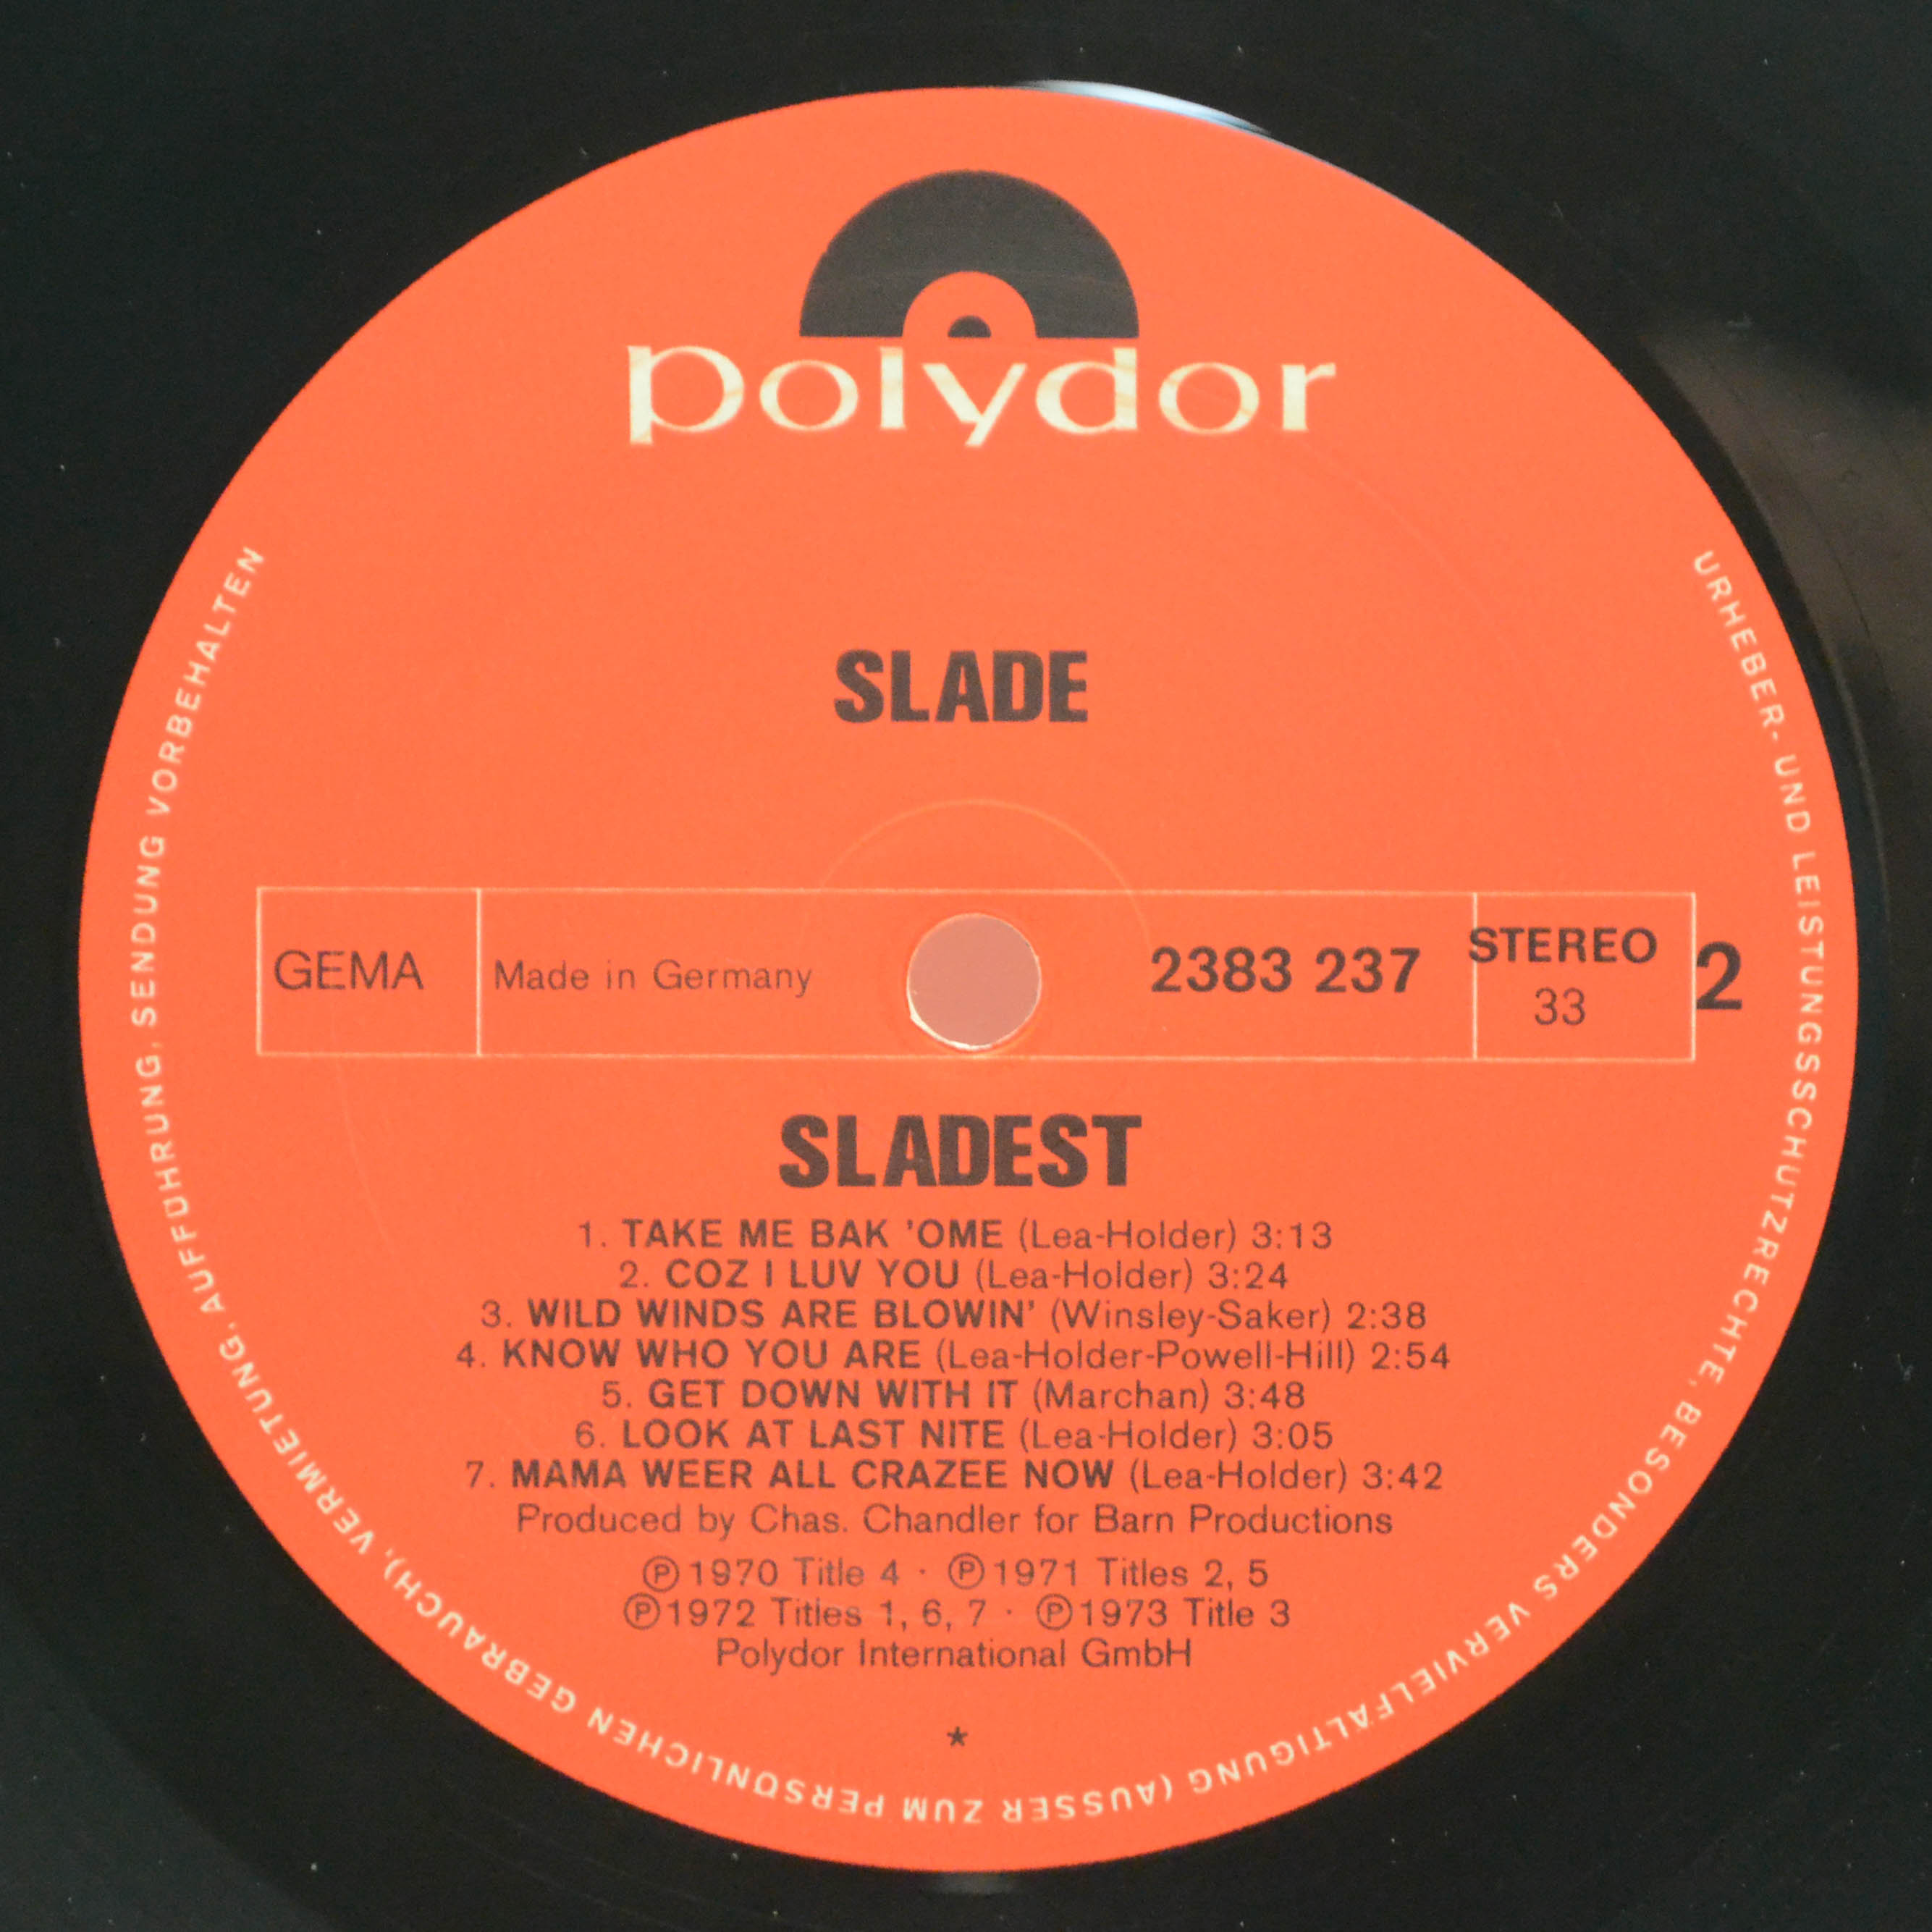 polydor
SLADE
GEMA
Made in Germany
2383 237
STEREO
33
2
SLADEST
1. TAKE ME BAK 'OME (Lea-Holder) 3:13
2. COZ I LUV YOU (Lea-Holder) 3:24
3. WILD WINDS ARE BLOWIN' (Winsley-Saker) 2:38
4. KNOW WHO YOU ARE (Lea-Holder-Powell-Hill) 2:54
5. GET DOWN WITH IT (Marchan) 3:48
6. LOOK AT LAST NITE (Lea-Holder) 3:05
7. MAMA WEER ALL CRAZEE NOW (Lea-Holder) 3:42
Produced by Chas. Chandler for Barn Productions
℗ 1970 Title 4 · ℗ 1971 Titles 2, 5
℗ 1972 Titles 1, 6, 7 · ℗ 1973 Title 3
Polydor International GmbH
*
URHEBER- UND LEISTUNGSSCHUTZRECHTE, BESONDERS VERVIELFÄLTIGUNG (AUSSER ZUM PERSÖNLICHEN GEBRAUCH), VERMIETUNG, AUFFÜHRUNG, SENDUNG VORBEHALTEN